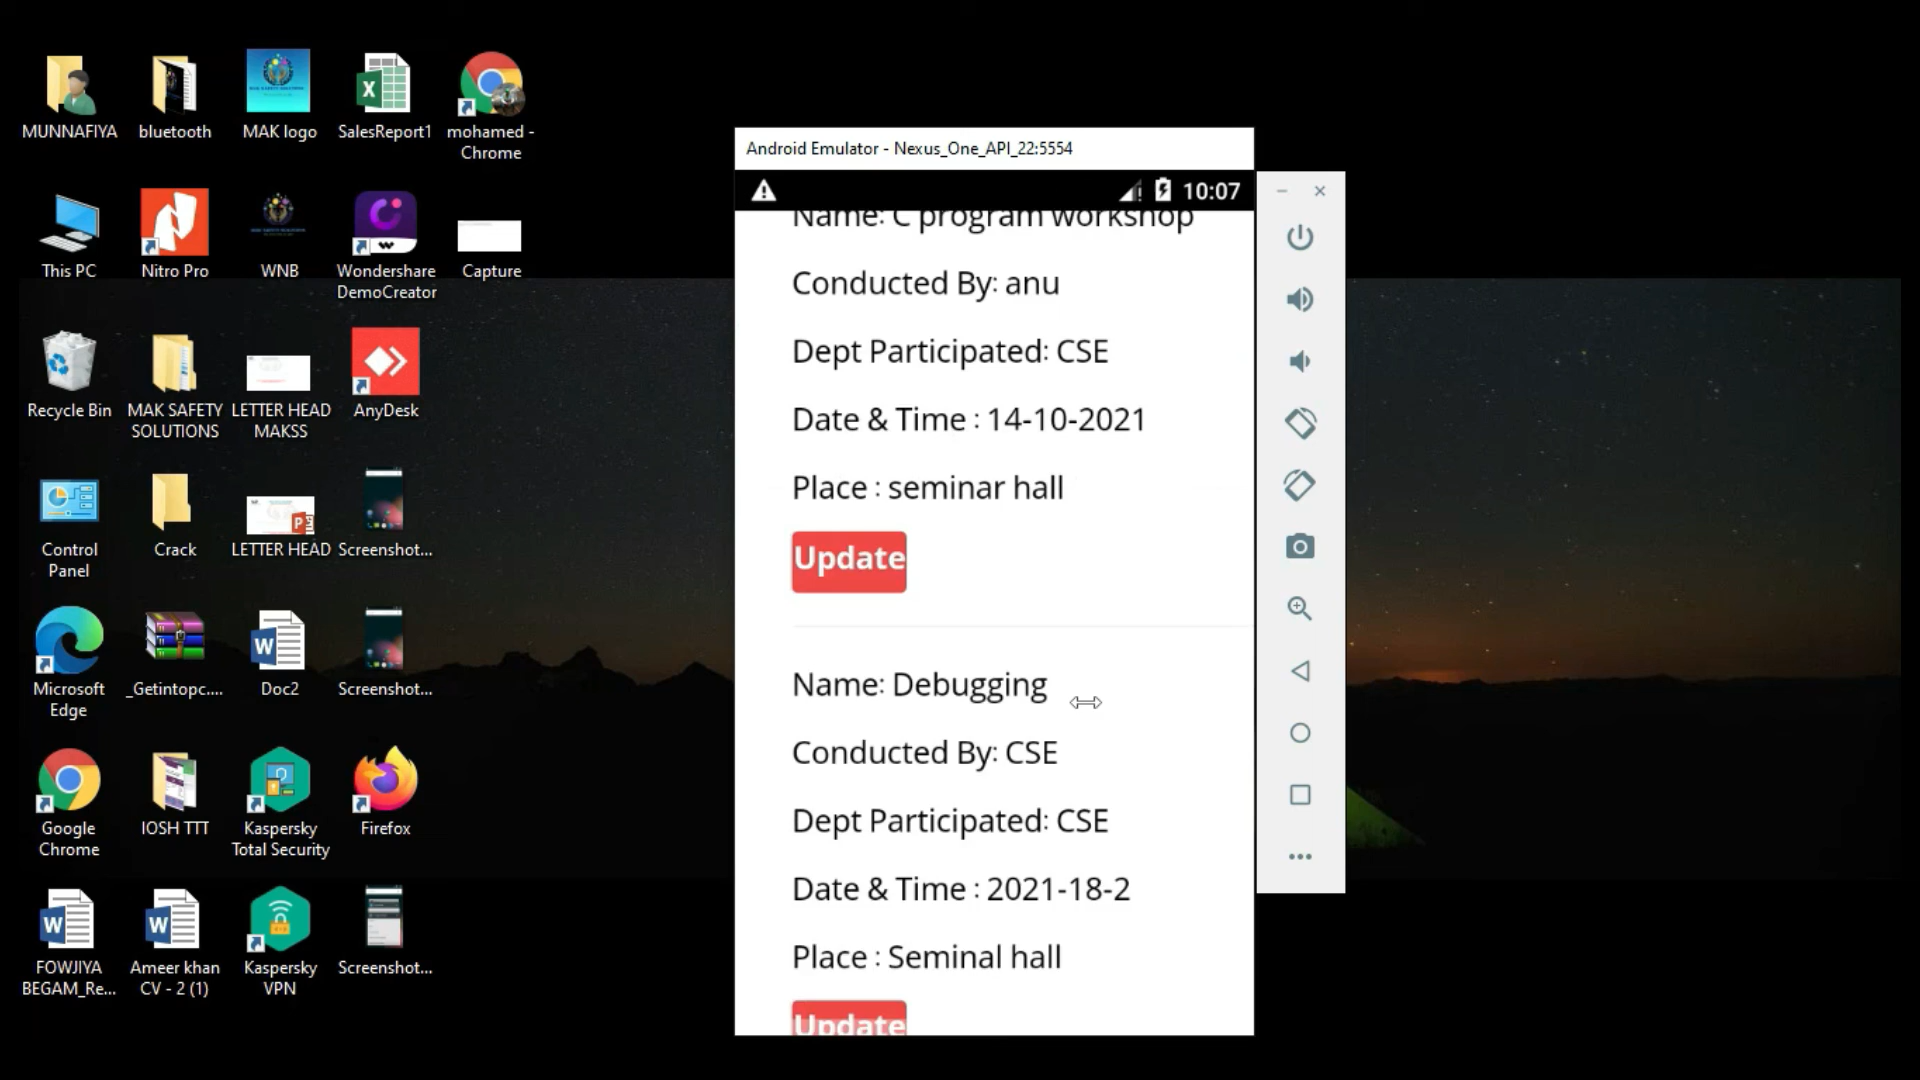 MUNNAFIYA
bluetooth
MAK logo
SalesReport1
mohamed -
Chrome
This PC
Nitro Pro
WNB
Wondershare
DemoCreator
Capture
Recycle Bin
MAK SAFETY
SOLUTIONS
LETTER HEAD
MAKSS
AnyDesk
Control
Panel
Crack
LETTER HEAD
Screenshot...
Microsoft
Edge
_Getintopc....
Doc2
Screenshot...
Google
Chrome
IOSH TTT
Kaspersky
Total Security
Firefox
FOWJIYA
BEGAM_Re...
Ameer khan
CV - 2 (1)
Kaspersky
VPN
Screenshot...
Android Emulator - Nexus_One_API_22:5554
10:07
Name: C program workshop
Conducted By: anu
Dept Participated: CSE
Date & Time : 14-10-2021
Place : seminar hall
Update
Name: Debugging
Conducted By: CSE
Dept Participated: CSE
Date & Time : 2021-18-2
Place : Seminal hall
Update